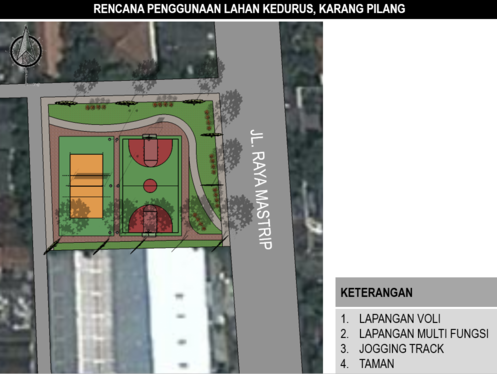 RENCANA PENGGUNAAN LAHAN KEDURUS, KARANG PILANG
JL. RAYA MASTRIP
KETERANGAN
1. LAPANGAN VOLI
2. LAPANGAN MULTI FUNGSI
3. JOGGING TRACK
4. TAMAN